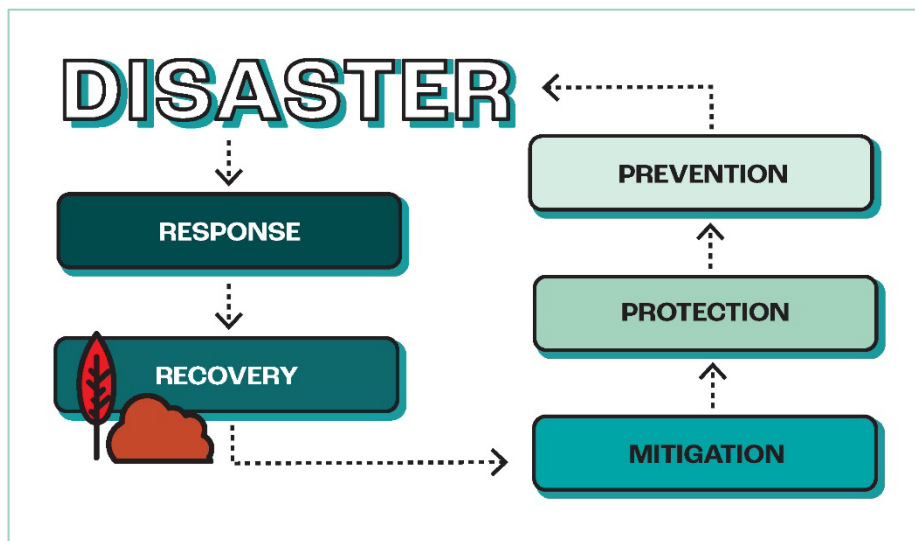 DISASTER
RESPONSE
RECOVERY
MITIGATION
PROTECTION
PREVENTION